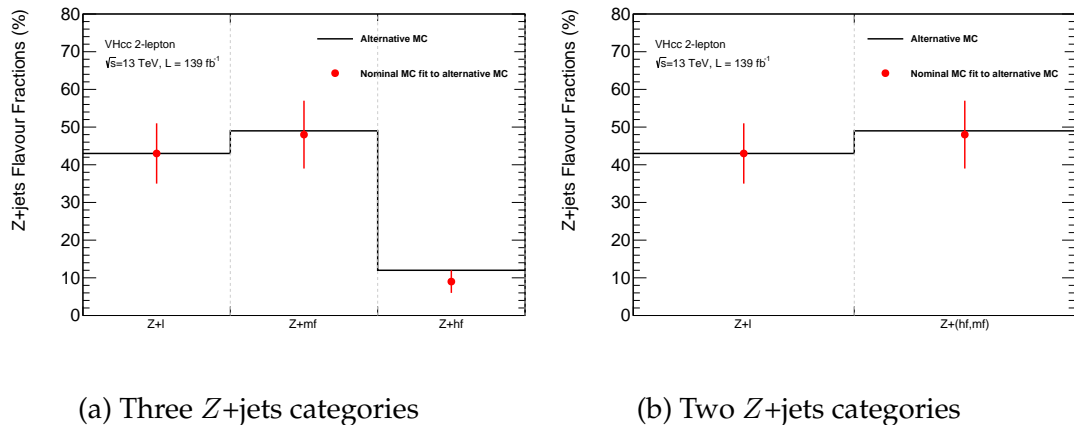 Z+jets Flavour Fractions (%)
80
70
60
50
40
30
20
10
0
VHcc 2-lepton
√s=13 TeV, L = 139 fb⁻¹
Alternative MC
Nominal MC fit to alternative MC
Z+l
Z+mf
Z+hf
(a) Three Z+jets categories
Z+jets Flavour Fractions (%)
80
70
60
50
40
30
20
10
0
VHcc 2-lepton
√s=13 TeV, L = 139 fb⁻¹
Alternative MC
Nominal MC fit to alternative MC
Z+l
Z+(hf,mf)
(b) Two Z+jets categories